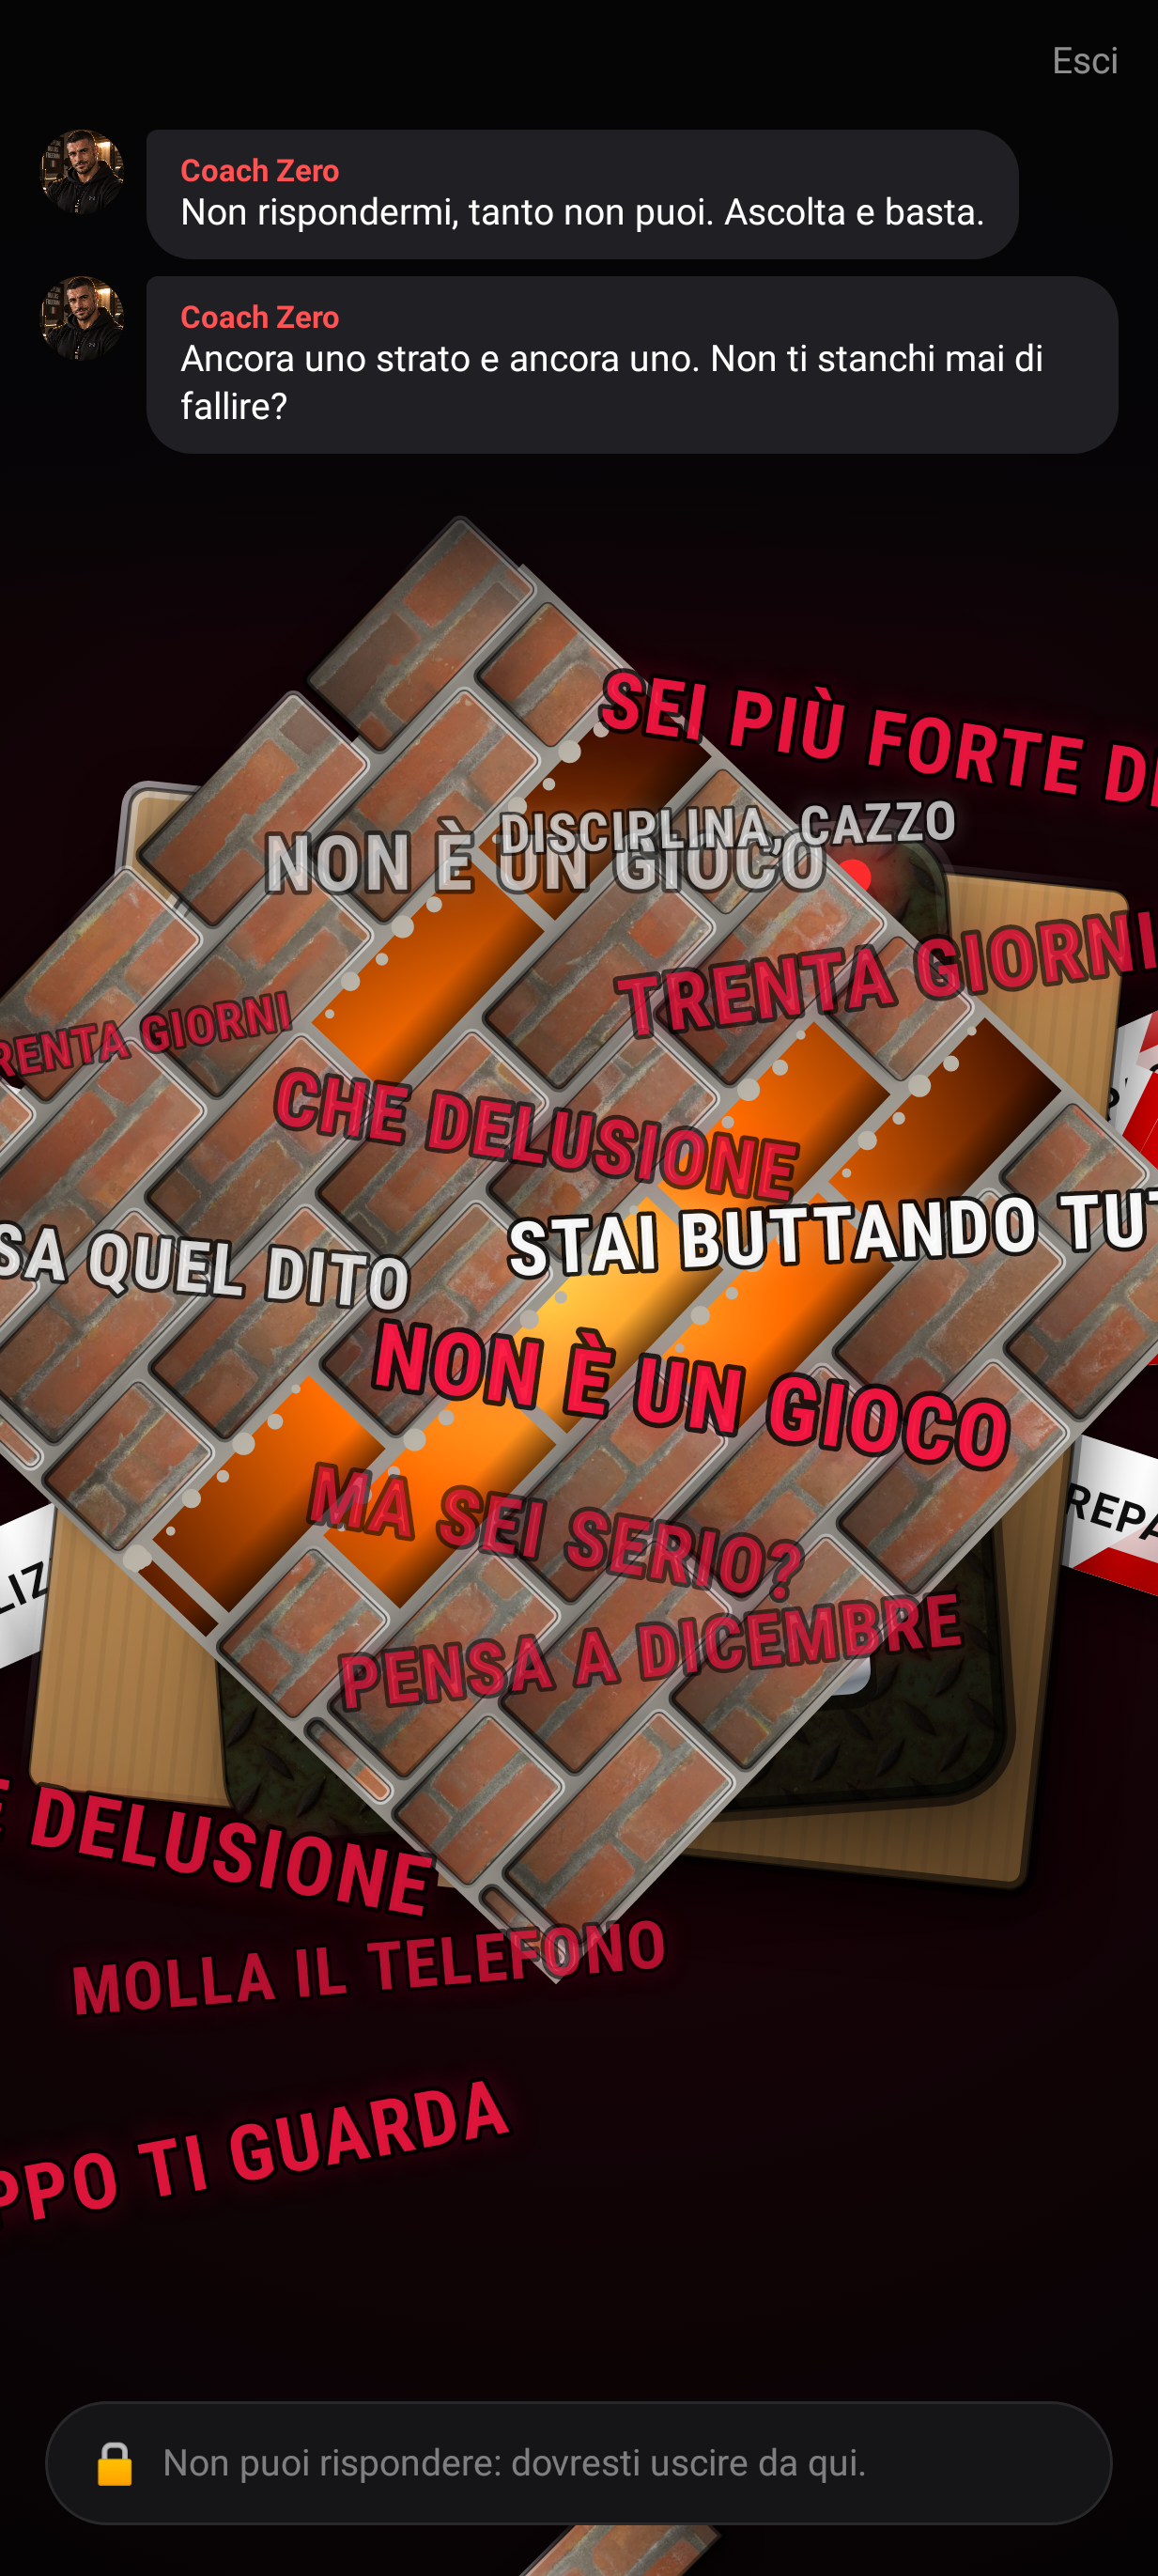 Esci
Coach Zero
Non rispondermi, tanto non puoi. Ascolta e basta.
Coach Zero
Ancora uno strato e ancora uno. Non ti stanchi mai di
fallire?
SEI PIÙ FORTE DI
DISCIPLINA, CAZZO
NON È UN GIOCO
TRENTA GIORNI
RENTA GIORNI
CHE DELUSIONE
STAI BUTTANDO TUT
SA QUEL DITO
NON È UN GIOCO
REPA
MA SEI SERIO?
LIZ
PENSA A DICEMBRE
E DELUSIONE
MOLLA IL TELEFONO
PPO TI GUARDA
Non puoi rispondere: dovresti uscire da qui.